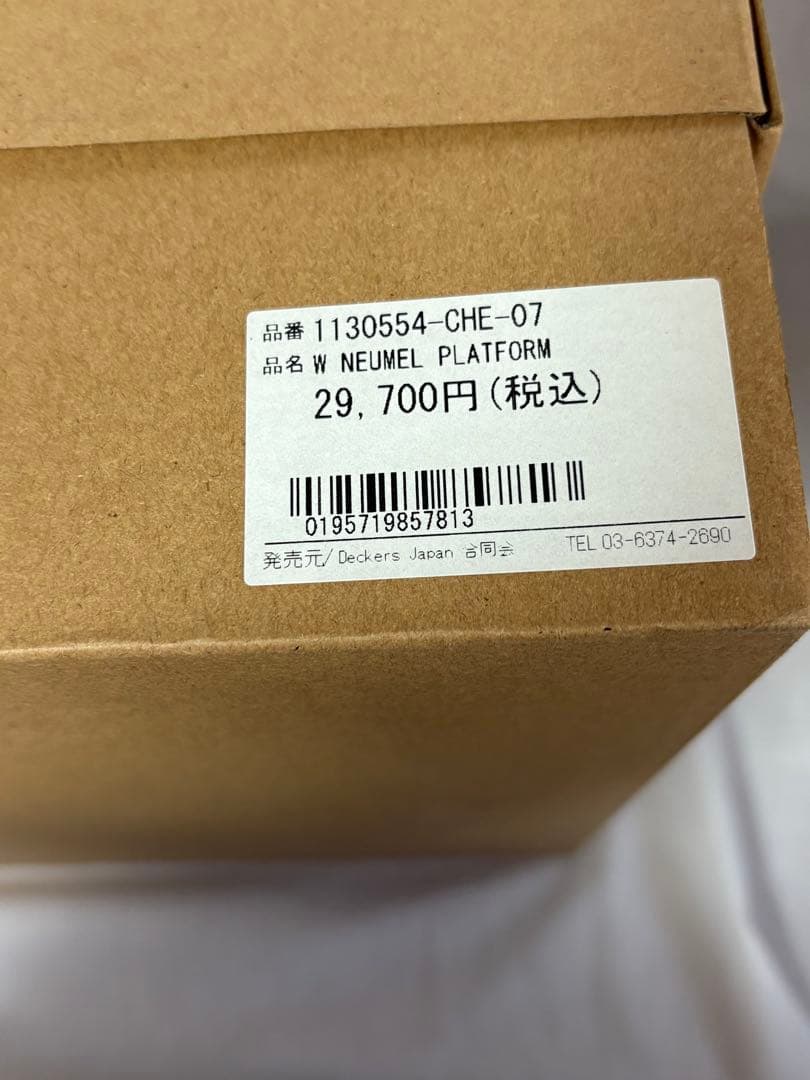 品番 1130554-CHE-07
品名 W NEUMEL PLATFORM
29,700円(税込)
0195719857813
発売元/Deckers Japan 合同会 TEL 03-6374-2690